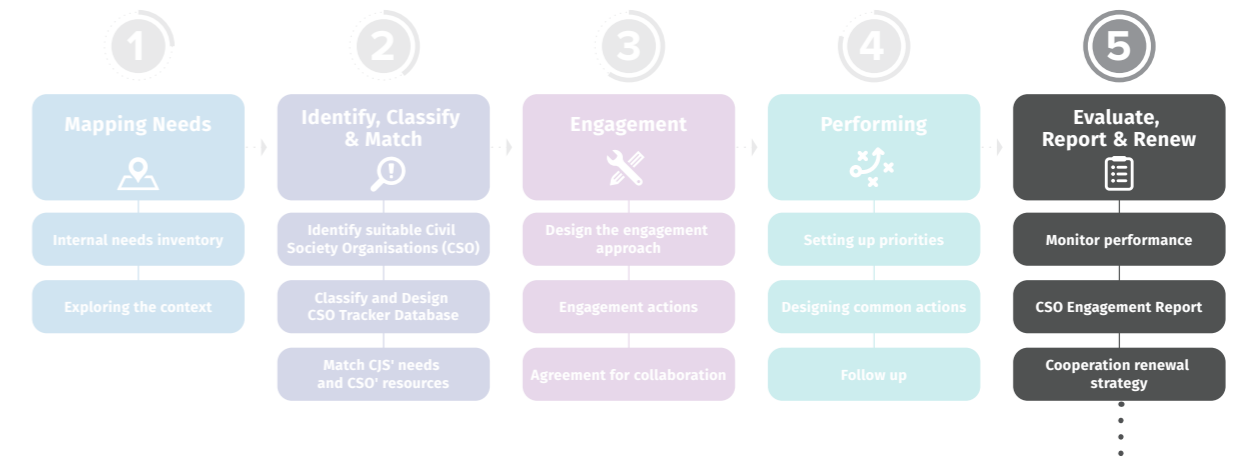 1
Mapping Needs
Internal needs inventory
Exploring the context
2
Identify, Classify
& Match
Identify suitable Civil
Society Organisations (CSO)
Classify and Design
CSO Tracker Database
Match CJS' needs
and CSO' resources
3
Engagement
Design the engagement
approach
Engagement actions
Agreement for collaboration
4
Performing
Setting up priorities
Designing common actions
Follow up
5
Evaluate,
Report & Renew
Monitor performance
CSO Engagement Report
Cooperation renewal
strategy